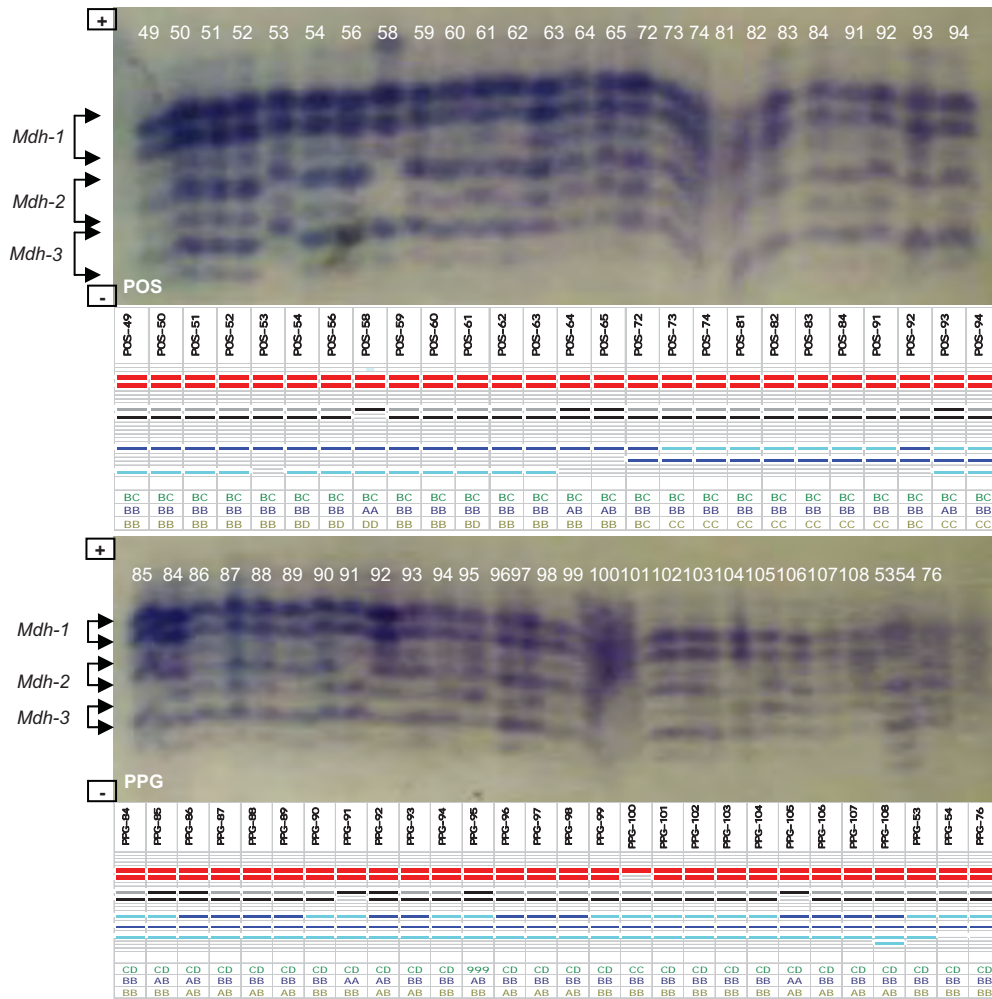 +
49 50 51 52 53 54 56 58 59 60 61 62 63 64 65 72 73 74 81 82 83 84 91 92 93 94
Mdh-1
Mdh-2
Mdh-3
-
POS
POS-49 POS-50 POS-51 POS-52 POS-53 POS-54 POS-56 POS-58 POS-59 POS-60 POS-61 POS-62 POS-63 POS-64 POS-65 POS-72 POS-73 POS-74 POS-81 POS-82 POS-83 POS-84 POS-91 POS-92 POS-93 POS-94
BC BC BC BC BC BC BC BC BC BC BC BC BC BC BC BC BC BC BC BC BC BC BC BC BC BC
BB BB BB BB BB BB BB AA BB BB BB BB BB AB AB BB BB BB BB BB BB BB BB BB AB BB
BB BB BB BB BB BD BD DD BB BB BD BB BB BB BB BC CC CC CC CC CC CC CC BC CC CC
+
85 84 86 87 88 89 90 91 92 93 94 95 9697 98 99 100101 102103 104105 106107 108 5354 76
Mdh-1
Mdh-2
Mdh-3
-
PPG
PPG-84 PPG-85 PPG-86 PPG-87 PPG-88 PPG-89 PPG-90 PPG-91 PPG-92 PPG-93 PPG-94 PPG-95 PPG-96 PPG-97 PPG-98 PPG-99 PPG-100 PPG-101 PPG-102 PPG-103 PPG-104 PPG-105 PPG-106 PPG-107 PPG-108 PPG-53 PPG-54 PPG-76
CD CD CD CD CD CD CD CD CD CD CD 999 CD CD CD CD CC CD CD CD CD CD CD CD CD CD CD CD
BB AB AB BB BB BB BB AA AB BB BB AB BB BB BB BB BB BB BB BB BB AA BB BB BB BB BB BB
BB AB AB AB AB AB BB BB AB AB BB AB AB AB AB BB BB BB BB BB BB AB AB AB AB BB BB BB